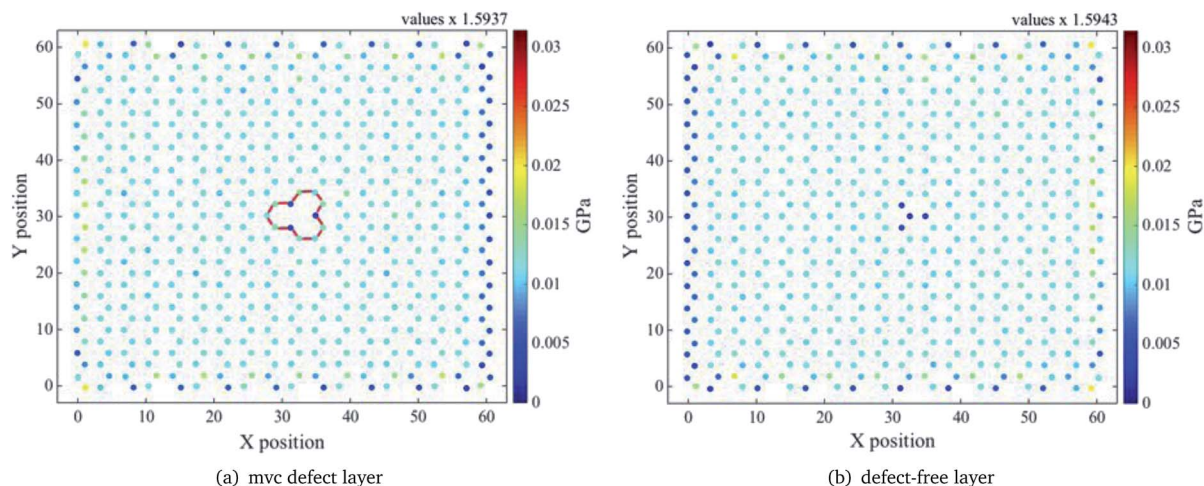 values x 1.5937
60
50
40
30
20
10
0
Y position
0 10 20 30 40 50 60
X position
0.03
0.025
0.02
0.015
0.01
0.005
0
GPa
(a) mvc defect layer
values x 1.5943
60
50
40
30
20
10
0
Y position
0 10 20 30 40 50 60
X position
0.03
0.025
0.02
0.015
0.01
0.005
0
GPa
(b) defect-free layer